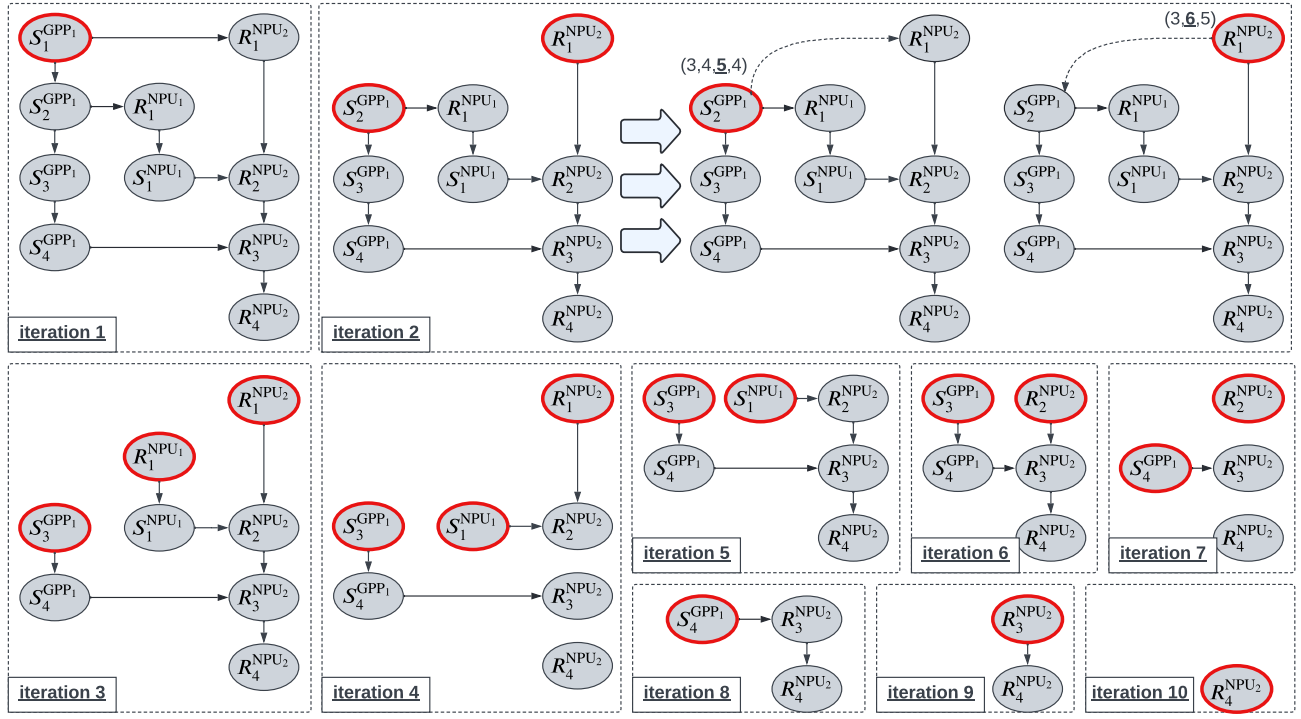 S_1^{GPP_1} R_1^{NPU_2}
S_2^{GPP_1} R_1^{NPU_1}
S_3^{GPP_1} S_1^{NPU_1} R_2^{NPU_2}
S_4^{GPP_1} R_3^{NPU_2}
R_4^{NPU_2}
iteration 1
R_1^{NPU_2}
S_2^{GPP_1} R_1^{NPU_1}
S_3^{GPP_1} S_1^{NPU_1} R_2^{NPU_2}
S_4^{GPP_1} R_3^{NPU_2}
R_4^{NPU_2}
iteration 2
(3,4,5,4)
R_1^{NPU_2}
S_2^{GPP_1} R_1^{NPU_1}
S_3^{GPP_1} S_1^{NPU_1} R_2^{NPU_2}
S_4^{GPP_1} R_3^{NPU_2}
R_4^{NPU_2}
(3,6,5)
R_1^{NPU_2}
S_2^{GPP_1} R_1^{NPU_1}
S_3^{GPP_1} S_1^{NPU_1} R_2^{NPU_2}
S_4^{GPP_1} R_3^{NPU_2}
R_4^{NPU_2}
R_1^{NPU_2}
R_1^{NPU_1}
S_3^{GPP_1} S_1^{NPU_1} R_2^{NPU_2}
S_4^{GPP_1} R_3^{NPU_2}
R_4^{NPU_2}
iteration 3
R_1^{NPU_2}
S_3^{GPP_1} S_1^{NPU_1} R_2^{NPU_2}
S_4^{GPP_1} R_3^{NPU_2}
R_4^{NPU_2}
iteration 4
S_3^{GPP_1} S_1^{NPU_1} R_2^{NPU_2}
S_4^{GPP_1} R_3^{NPU_2}
R_4^{NPU_2}
iteration 5
S_3^{GPP_1} R_2^{NPU_2}
S_4^{GPP_1} R_3^{NPU_2}
R_4^{NPU_2}
iteration 6
R_2^{NPU_2}
S_4^{GPP_1} R_3^{NPU_2}
R_4^{NPU_2}
iteration 7
S_4^{GPP_1} R_3^{NPU_2}
R_4^{NPU_2}
iteration 8
R_3^{NPU_2}
R_4^{NPU_2}
iteration 9
R_4^{NPU_2}
iteration 10